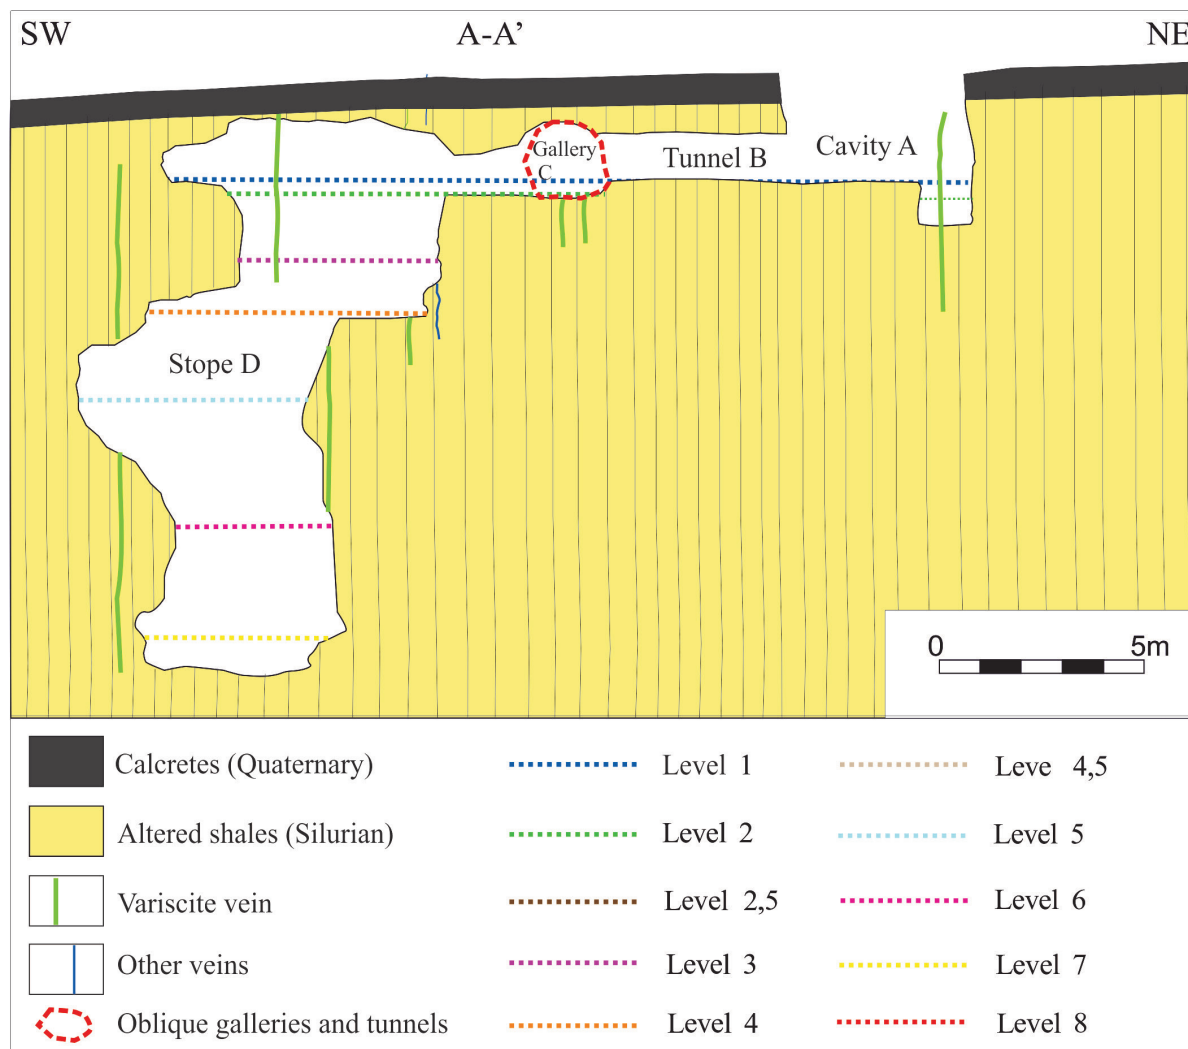 SW A-A’ NE
Gallery
C
Tunnel B
Cavity A
Stope D
0 5m
Calcretes (Quaternary)
Level 1
Leve 4,5
Altered shales (Silurian)
Level 2
Level 5
Variscite vein
Level 2,5
Level 6
Other veins
Level 3
Level 7
Oblique galleries and tunnels
Level 4
Level 8